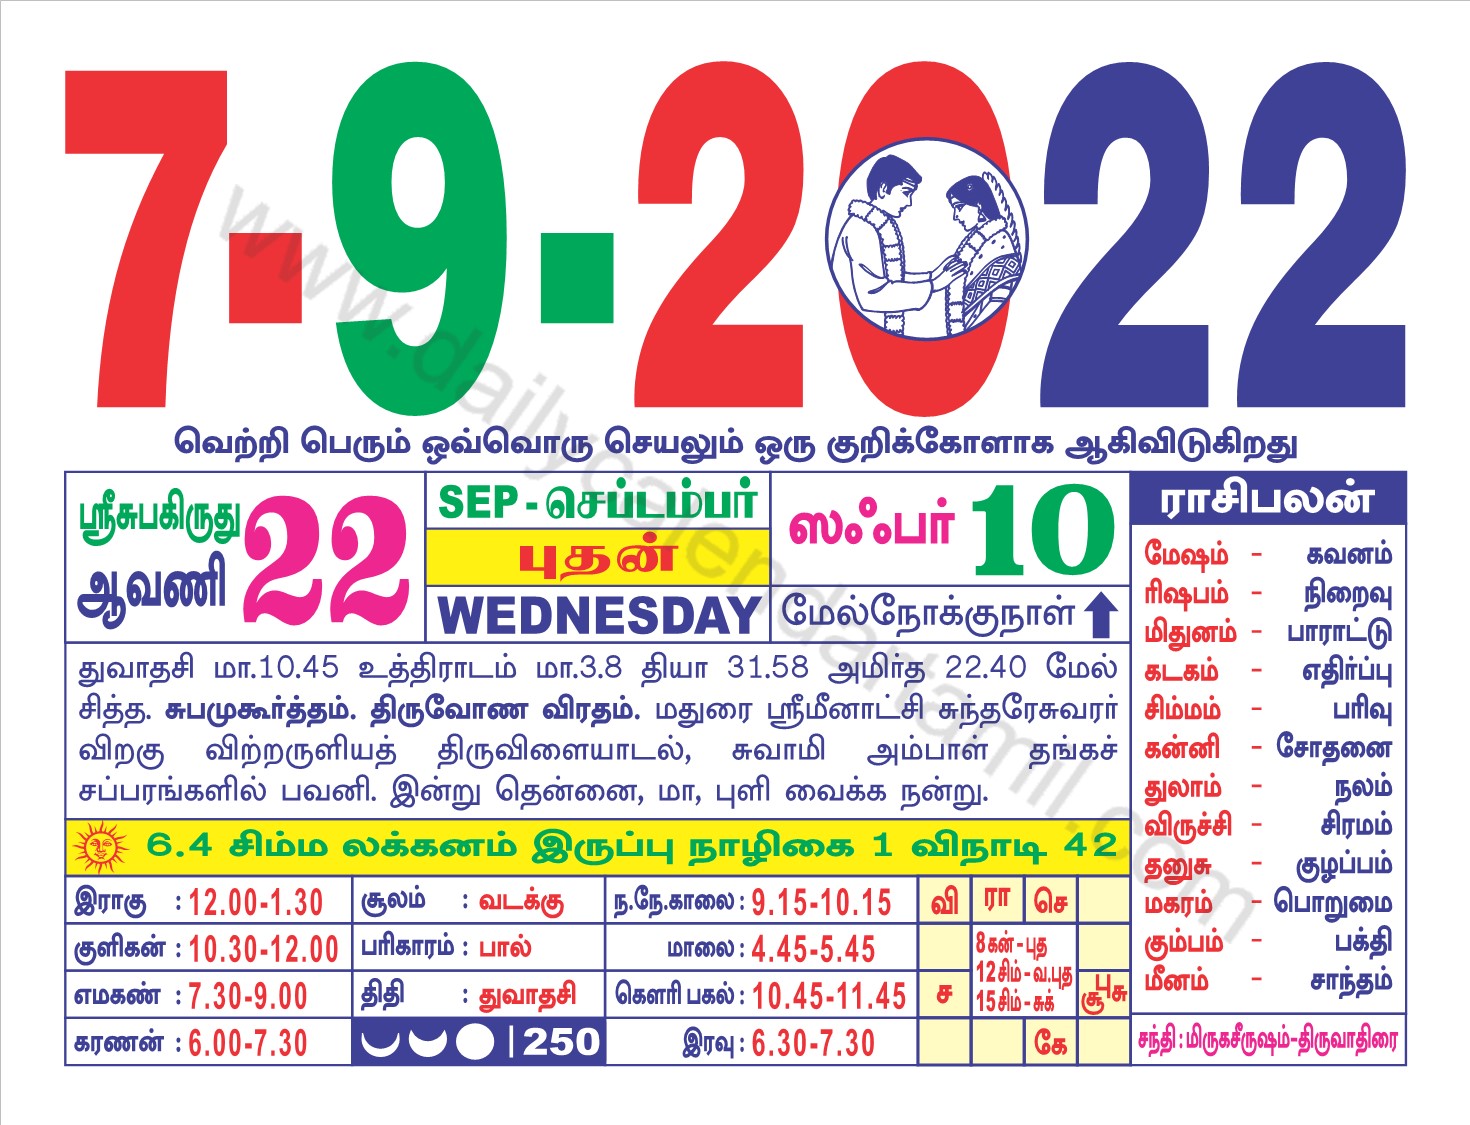 7-9-2022
வெற்றி பெரும் ஒவ்வொரு செயலும் ஒரு குறிக்கோளாக ஆகிவிடுகிறது
ஸ்ரீசுபகிருது
ஆவணி 22
SEP - செப்டம்பர்
புதன்
WEDNESDAY
ஸஃபர் 10
மேல்நோக்குநாள்
துவாதசி மா.10.45 உத்திராடம் மா.3.8 தியா 31.58 அமிர்த 22.40 மேல்
சித்த. சுபமுகூர்த்தம். திருவோண விரதம். மதுரை ஸ்ரீமீனாட்சி சுந்தரேசுவரர்
விறகு விற்றருளியத் திருவிளையாடல், சுவாமி அம்பாள் தங்கச்
சப்பரங்களில் பவனி. இன்று தென்னை, மா, புளி வைக்க நன்று.
6.4 சிம்ம லக்கனம் இருப்பு நாழிகை 1 விநாடி 42
இராகு : 12.00-1.30
குளிகன் : 10.30-12.00
எமகண் : 7.30-9.00
கரணன் : 6.00-7.30
சூலம் : வடக்கு
பரிகாரம் : பால்
திதி : துவாதசி
250
ந.நே.காலை : 9.15-10.15
மாலை : 4.45-5.45
கௌரி பகல் : 10.45-11.45
இரவு : 6.30-7.30
வி ரா செ
8கன் - புத
12சிம் - வ.புத
15சிம் - சுக்
ச சூ பு சு
கே
ராசிபலன்
மேஷம் - கவனம்
ரிஷபம் - நிறைவு
மிதுனம் - பாராட்டு
கடகம் - எதிர்ப்பு
சிம்மம் - பரிவு
கன்னி - சோதனை
துலாம் - நலம்
விருச்சி - சிரமம்
தனுசு - குழப்பம்
மகரம் - பொறுமை
கும்பம் - பக்தி
மீனம் - சாந்தம்
சந்தி : மிருகசீருஷம்-திருவாதிரை
www.dailycalendartamil.com